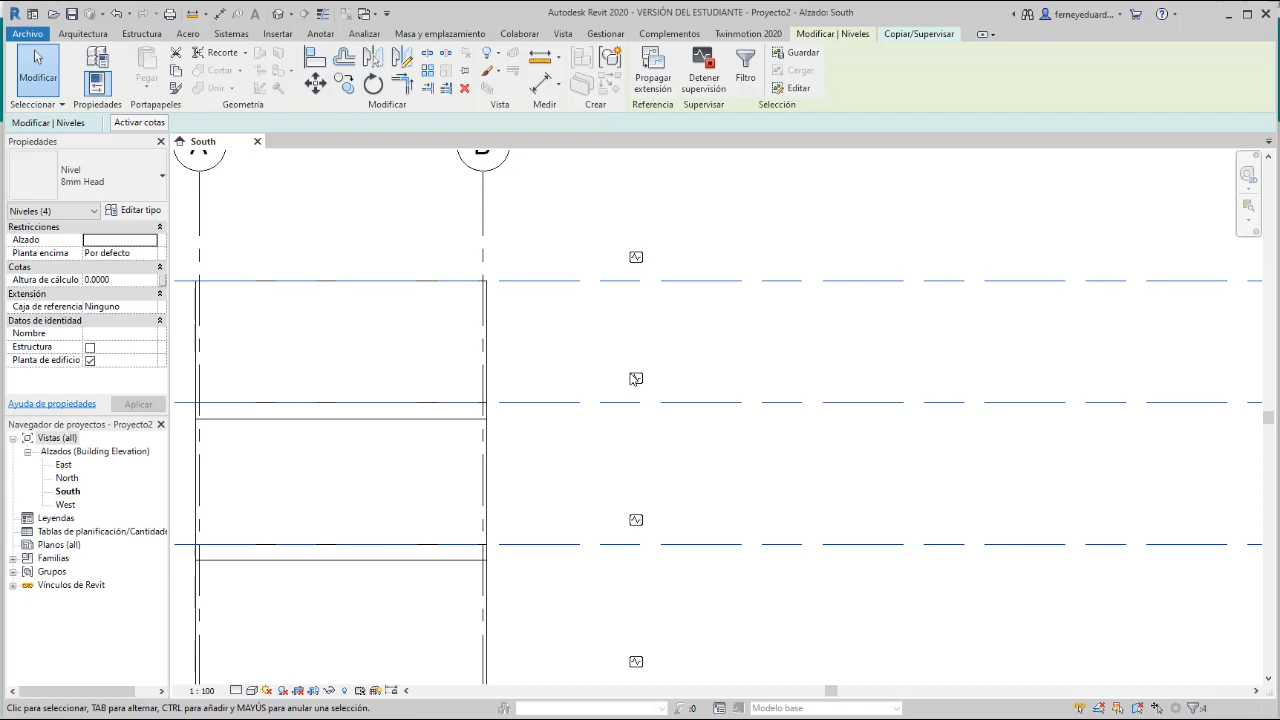 Autodesk Revit 2020 - VERSIÓN DEL ESTUDIANTE - Proyecto2 - Alzado: South
ferneyeduard...
Archivo Arquitectura Estructura Acero Sistemas Insertar Anotar Analizar Masa y emplazamiento Colaborar Vista Gestionar Complementos Twinmotion 2020 Modificar | Niveles Copiar/Supervisar
Modificar Pegar Recorte Cortar Unir Propagar extensión Detener supervisión Filtro Guardar Cargar Editar
Seleccionar Propiedades Portapapeles Geometría Modificar Vista Medir Crear Referencia Supervisar Selección
Modificar | Niveles Activar cotas
Propiedades
South
Nivel
8mm Head
Niveles (4) Editar tipo
Restricciones
Alzado
Planta encima Por defecto
Cotas
Altura de cálculo 0.0000
Extensión
Caja de referencia Ninguno
Datos de identidad
Nombre
Estructura
Planta de edificio
Ayuda de propiedades Aplicar
Navegador de proyectos - Proyecto2
Vistas (all)
Alzados (Building Elevation)
East
North
South
West
Leyendas
Tablas de planificación/Cantidade
Planos (all)
Familias
Grupos
Vínculos de Revit
A B
1 : 100
Clic para seleccionar, TAB para alternar, CTRL para añadir y MAYÚS para anular una selección.
:0 Modelo base :4